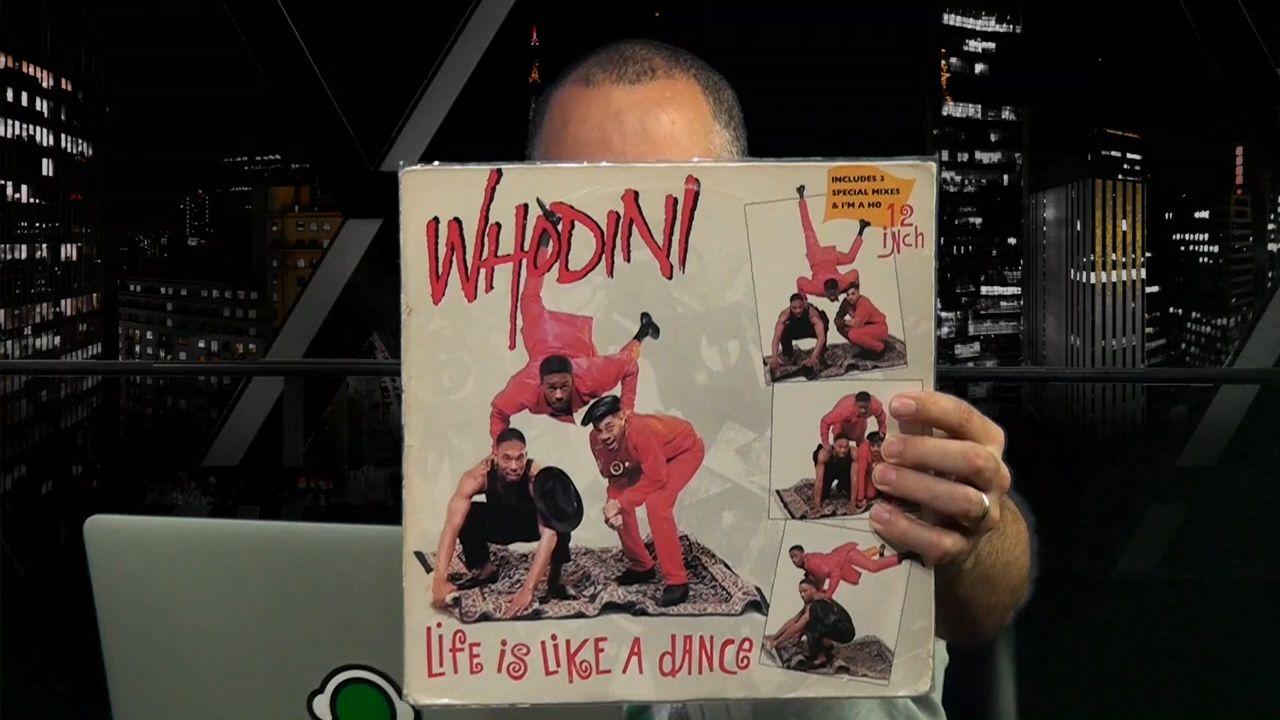 WHODINI
INCLUDES 3
SPECIAL MIXES
& I'M A HO
12
iNch
LifE iS LiKE A dANCE